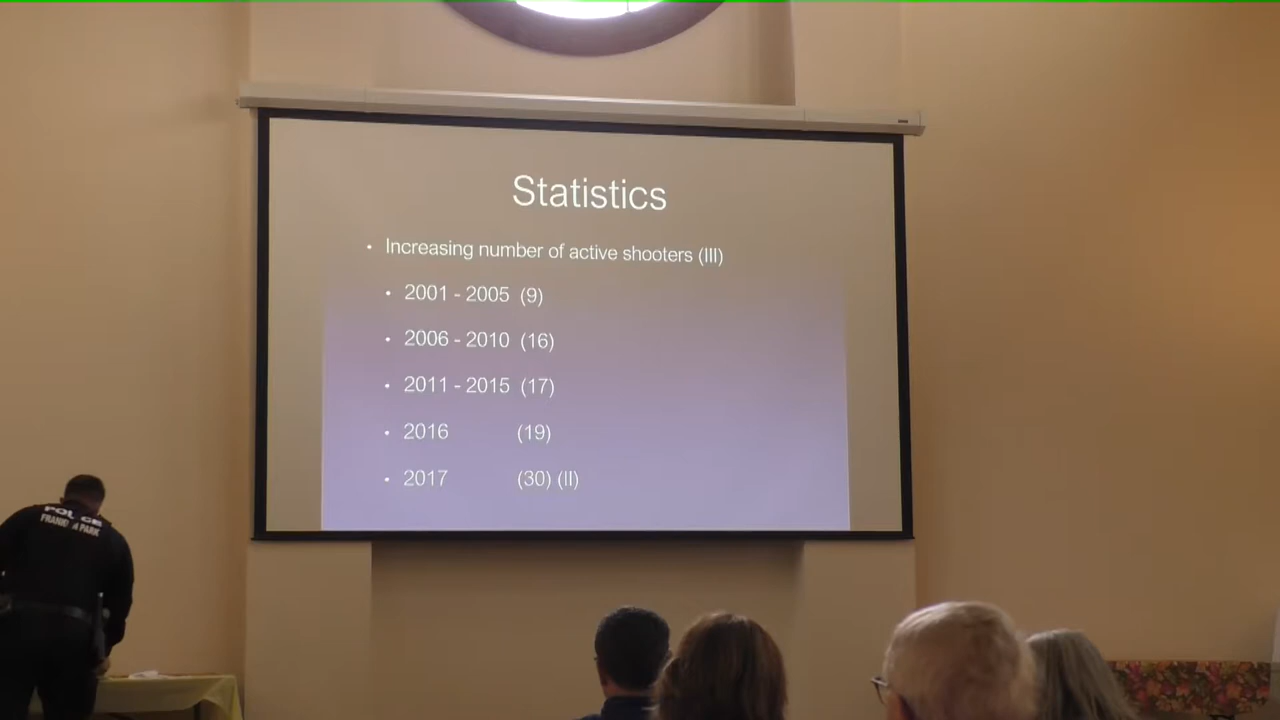 Statistics
• Increasing number of active shooters (III)
• 2001 - 2005 (9)
• 2006 - 2010 (16)
• 2011 - 2015 (17)
• 2016 (19)
• 2017 (30) (II)
POLICE
PARK